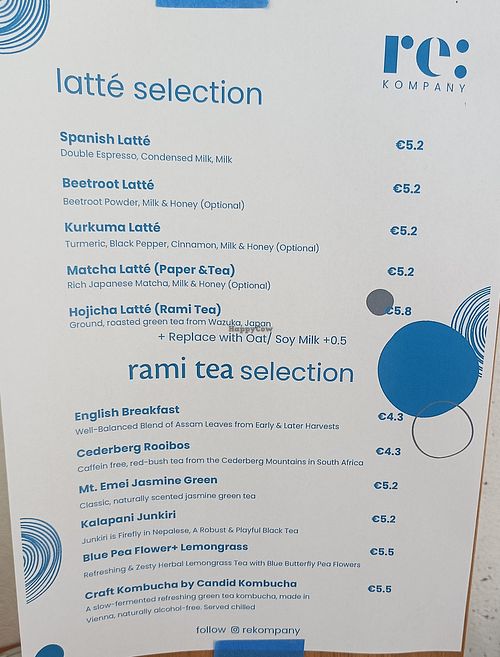 re:
KOMPANY
latté selection
Spanish Latté €5.2
Double Espresso, Condensed Milk, Milk
Beetroot Latté €5.2
Beetroot Powder, Milk & Honey (Optional)
Kurkuma Latté €5.2
Turmeric, Black Pepper, Cinnamon, Milk & Honey (Optional)
Matcha Latté (Paper &Tea) €5.2
Rich Japanese Matcha, Milk & Honey (Optional)
Hojicha Latté (Rami Tea) €5.8
Ground, roasted green tea from Wazuka, Japan
HappyCow
+ Replace with Oat/ Soy Milk +0.5
rami tea selection
English Breakfast €4.3
Well-Balanced Blend of Assam Leaves from Early & Later Harvests
Cederberg Rooibos €4.3
Caffein free, red-bush tea from the Cederberg Mountains in South Africa
Mt. Emei Jasmine Green €5.2
Classic, naturally scented jasmine green tea
Kalapani Junkiri €5.2
Junkiri is Firefly in Nepalese, A Robust & Playful Black Tea
Blue Pea Flower+ Lemongrass €5.5
Refreshing & Zesty Herbal Lemongrass Tea with Blue Butterfly Pea Flowers
Craft Kombucha by Candid Kombucha €5.5
A slow-fermented refreshing green tea kombucha, made in
Vienna, naturally alcohol-free. Served chilled
follow rekompany